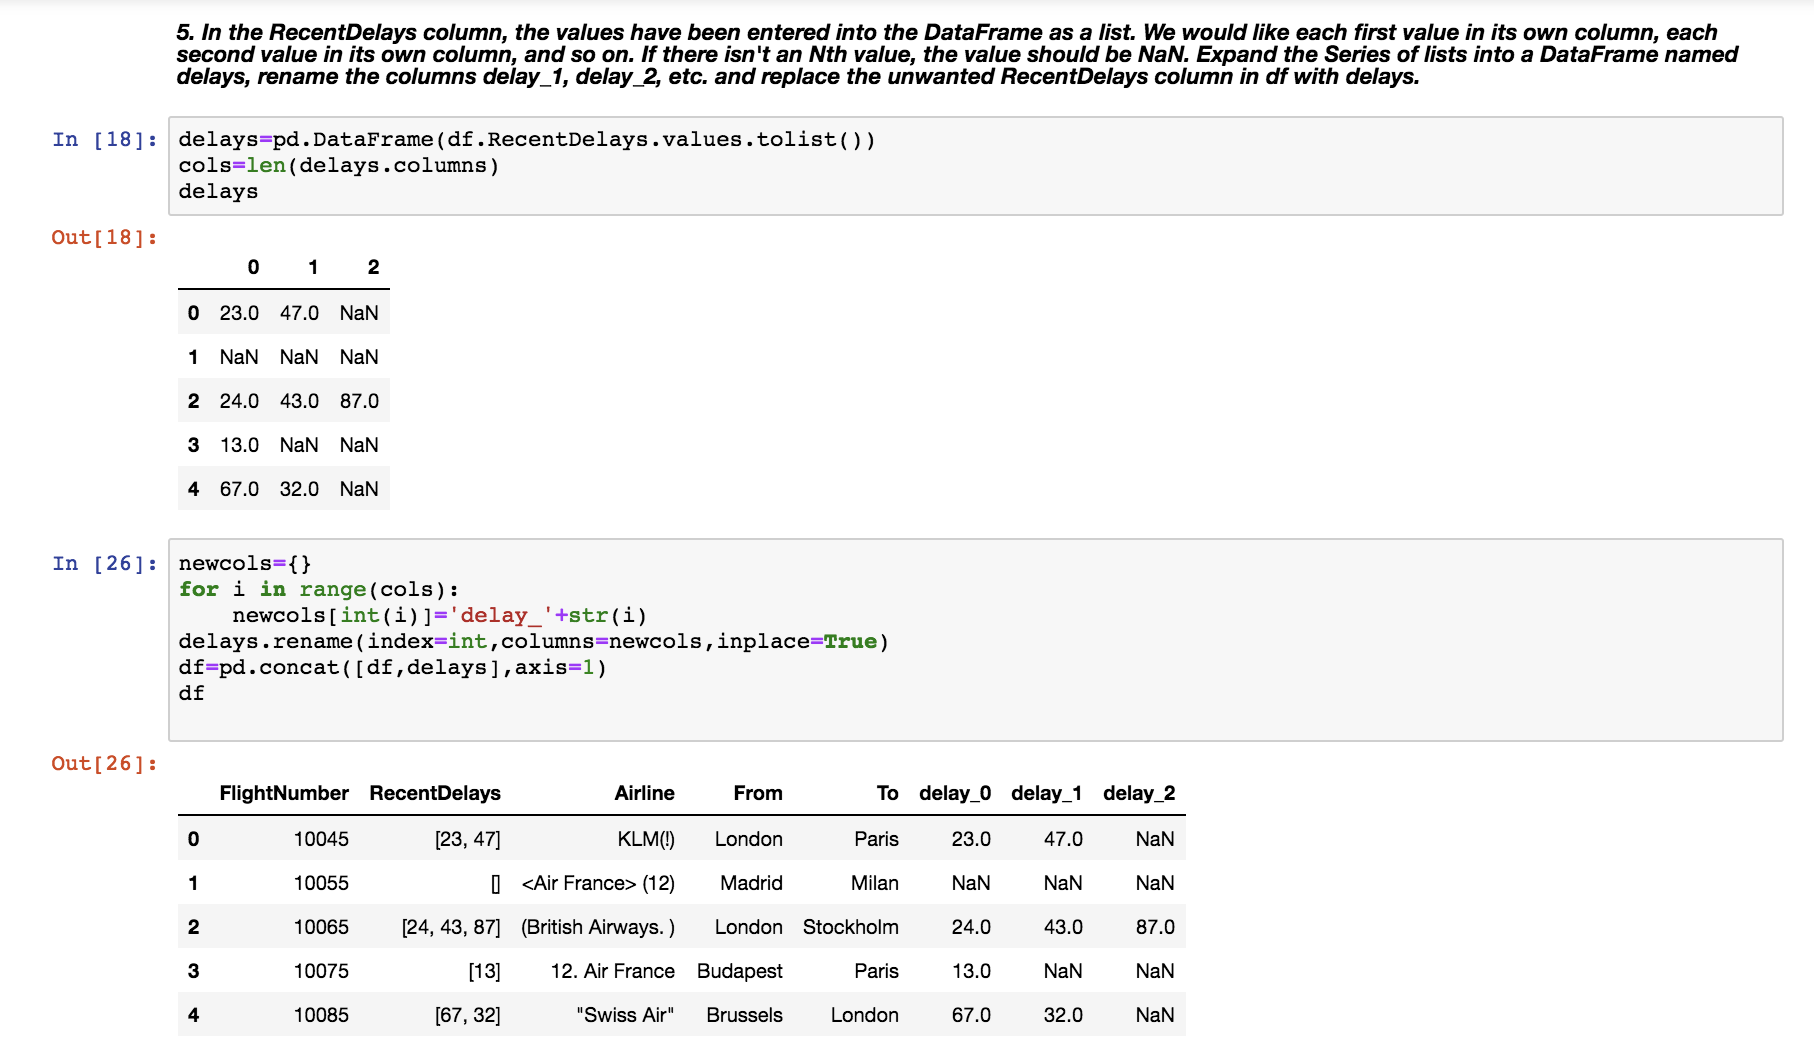 5. In the RecentDelays column, the values have been entered into the DataFrame as a list. We would like each first value in its own column, each
second value in its own column, and so on. If there isn't an Nth value, the value should be NaN. Expand the Series of lists into a DataFrame named
delays, rename the columns delay_1, delay_2, etc. and replace the unwanted RecentDelays column in df with delays.
In [18]: delays=pd.DataFrame(df.RecentDelays.values.tolist())
cols=len(delays.columns)
delays
Out[18]:
0 1 2
0 23.0 47.0 NaN
1 NaN NaN NaN
2 24.0 43.0 87.0
3 13.0 NaN NaN
4 67.0 32.0 NaN
In [26]: newcols={}
for i in range(cols):
    newcols[int(i)]='delay_'+str(i)
delays.rename(index=int,columns=newcols,inplace=True)
df=pd.concat([df,delays],axis=1)
df
Out[26]:
FlightNumber RecentDelays Airline From To delay_0 delay_1 delay_2
0 10045 [23, 47] KLM(!) London Paris 23.0 47.0 NaN
1 10055 [] <Air France> (12) Madrid Milan NaN NaN NaN
2 10065 [24, 43, 87] (British Airways. ) London Stockholm 24.0 43.0 87.0
3 10075 [13] 12. Air France Budapest Paris 13.0 NaN NaN
4 10085 [67, 32] "Swiss Air" Brussels London 67.0 32.0 NaN